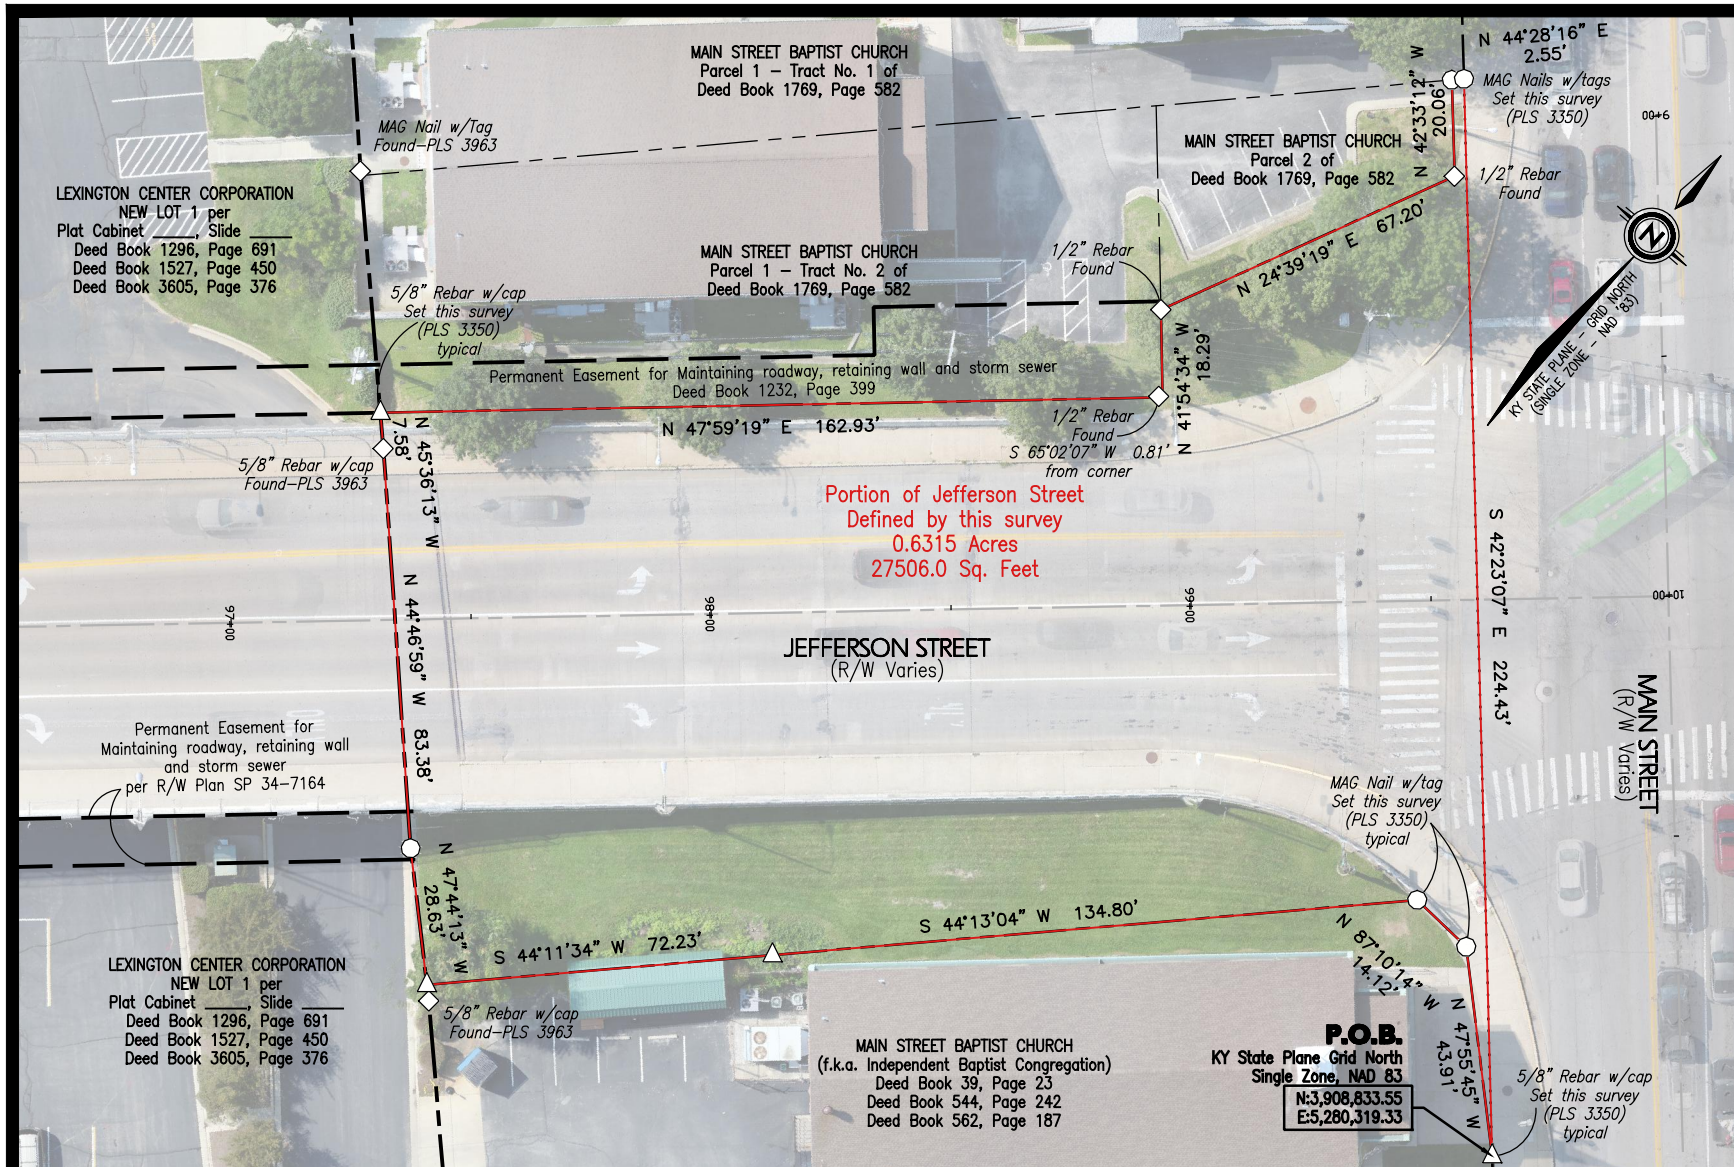 MAIN STREET BAPTIST CHURCH
Parcel 1 – Tract No. 1 of
Deed Book 1769, Page 582
N 44°28'16" E
2.55'
N 42°33'12" W
20.06'
MAG Nails w/tags
Set this survey
(PLS 3350)
9+00
MAG Nail w/Tag
Found–PLS 3963
MAIN STREET BAPTIST CHURCH
Parcel 2 of
Deed Book 1769, Page 582
1/2" Rebar
Found
LEXINGTON CENTER CORPORATION
NEW LOT 1 per
Plat Cabinet ____, Slide ____
Deed Book 1296, Page 691
Deed Book 1527, Page 450
Deed Book 3605, Page 376
MAIN STREET BAPTIST CHURCH
Parcel 1 – Tract No. 2 of
Deed Book 1769, Page 582
1/2" Rebar
Found
N 24°39'19" E 67.20'
N
KY STATE PLANE – GRID NORTH
(SINGLE ZONE – NAD '83)
5/8" Rebar w/cap
Set this survey
(PLS 3350)
typical
Permanent Easement for Maintaining roadway, retaining wall and storm sewer
Deed Book 1232, Page 399
N 41°54'34" W
18.29'
N 47°59'19" E 162.93'
1/2" Rebar
Found
S 65°02'07" W 0.81'
from corner
N 45°36'13" W
7.58'
5/8" Rebar w/cap
Found–PLS 3963
Portion of Jefferson Street
Defined by this survey
0.6315 Acres
27506.0 Sq. Feet
S 42°23'07" E 224.43'
N 44°46'59" W 83.38'
97+00
98+00
99+00
10+00
JEFFERSON STREET
(R/W Varies)
MAIN STREET
(R/W Varies)
Permanent Easement for
Maintaining roadway, retaining wall
and storm sewer
per R/W Plan SP 34–7164
MAG Nail w/tag
Set this survey
(PLS 3350)
typical
N 47°44'13" W
28.63'
S 44°11'34" W 72.23'
S 44°13'04" W 134.80'
N 87°10'14" W
14.12'
N 47°55'45" W
43.91'
LEXINGTON CENTER CORPORATION
NEW LOT 1 per
Plat Cabinet ____, Slide ____
Deed Book 1296, Page 691
Deed Book 1527, Page 450
Deed Book 3605, Page 376
5/8" Rebar w/cap
Found–PLS 3963
MAIN STREET BAPTIST CHURCH
(f.k.a. Independent Baptist Congregation)
Deed Book 39, Page 23
Deed Book 544, Page 242
Deed Book 562, Page 187
P.O.B.
KY State Plane Grid North
Single Zone, NAD 83
N:3,908,833.55
E:5,280,319.33
5/8" Rebar w/cap
Set this survey
(PLS 3350)
typical